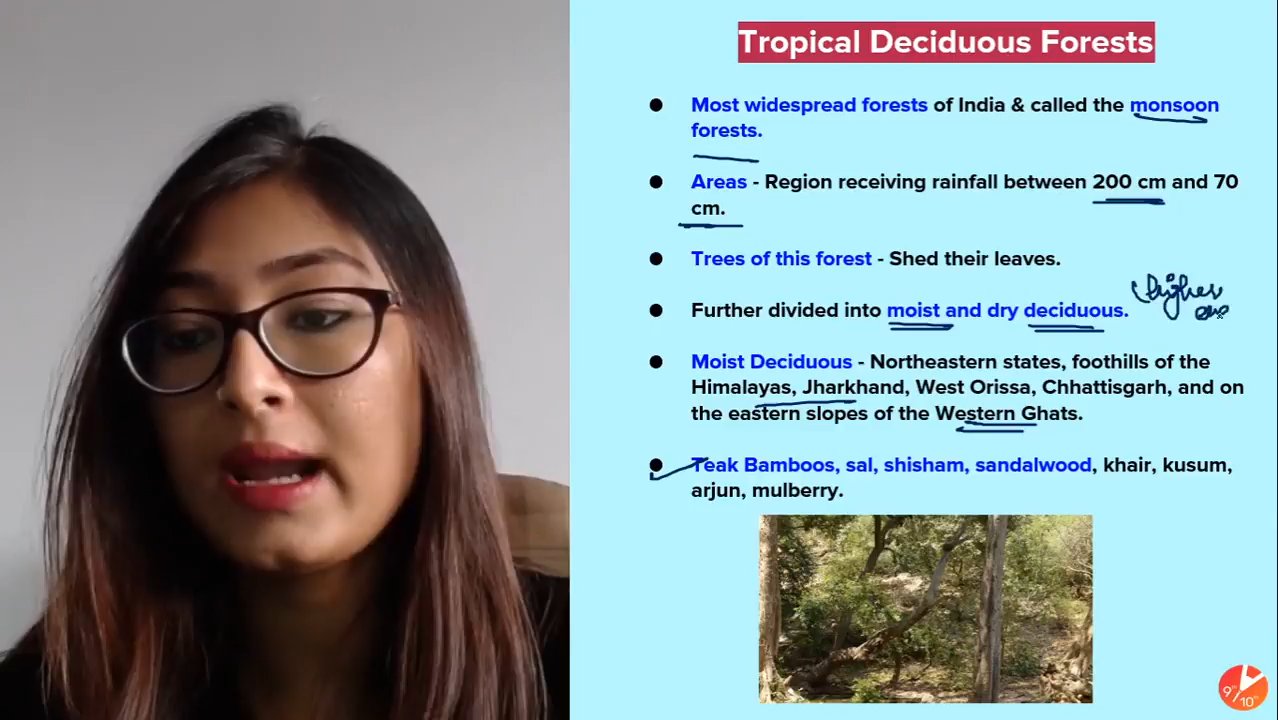 Tropical Deciduous Forests
● Most widespread forests of India & called the monsoon
forests.
● Areas - Region receiving rainfall between 200 cm and 70
cm.
● Trees of this forest - Shed their leaves.
higher
● Further divided into moist and dry deciduous.
● Moist Deciduous - Northeastern states, foothills of the
Himalayas, Jharkhand, West Orissa, Chhattisgarh, and on
the eastern slopes of the Western Ghats.
● Teak Bamboos, sal, shisham, sandalwood, khair, kusum,
arjun, mulberry.
9th/10th